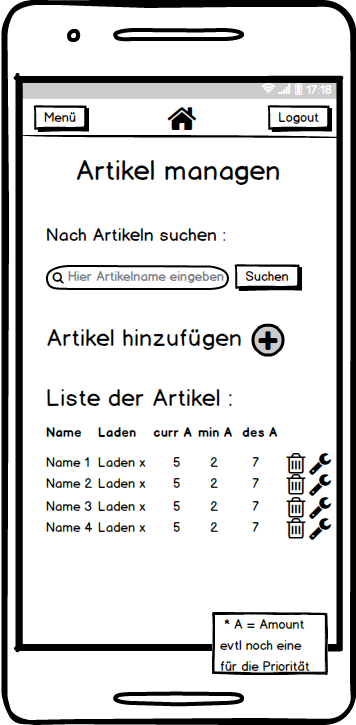 17:18
Menü Logout
Artikel managen
Nach Artikeln suchen :
Hier Artikelname eingeben Suchen
Artikel hinzufügen
Liste der Artikel :
Name Laden curr A min A des A
Name 1 Laden x 5 2 7
Name 2 Laden x 5 2 7
Name 3 Laden x 5 2 7
Name 4 Laden x 5 2 7
* A = Amount
evtl noch eine
für die Priorität